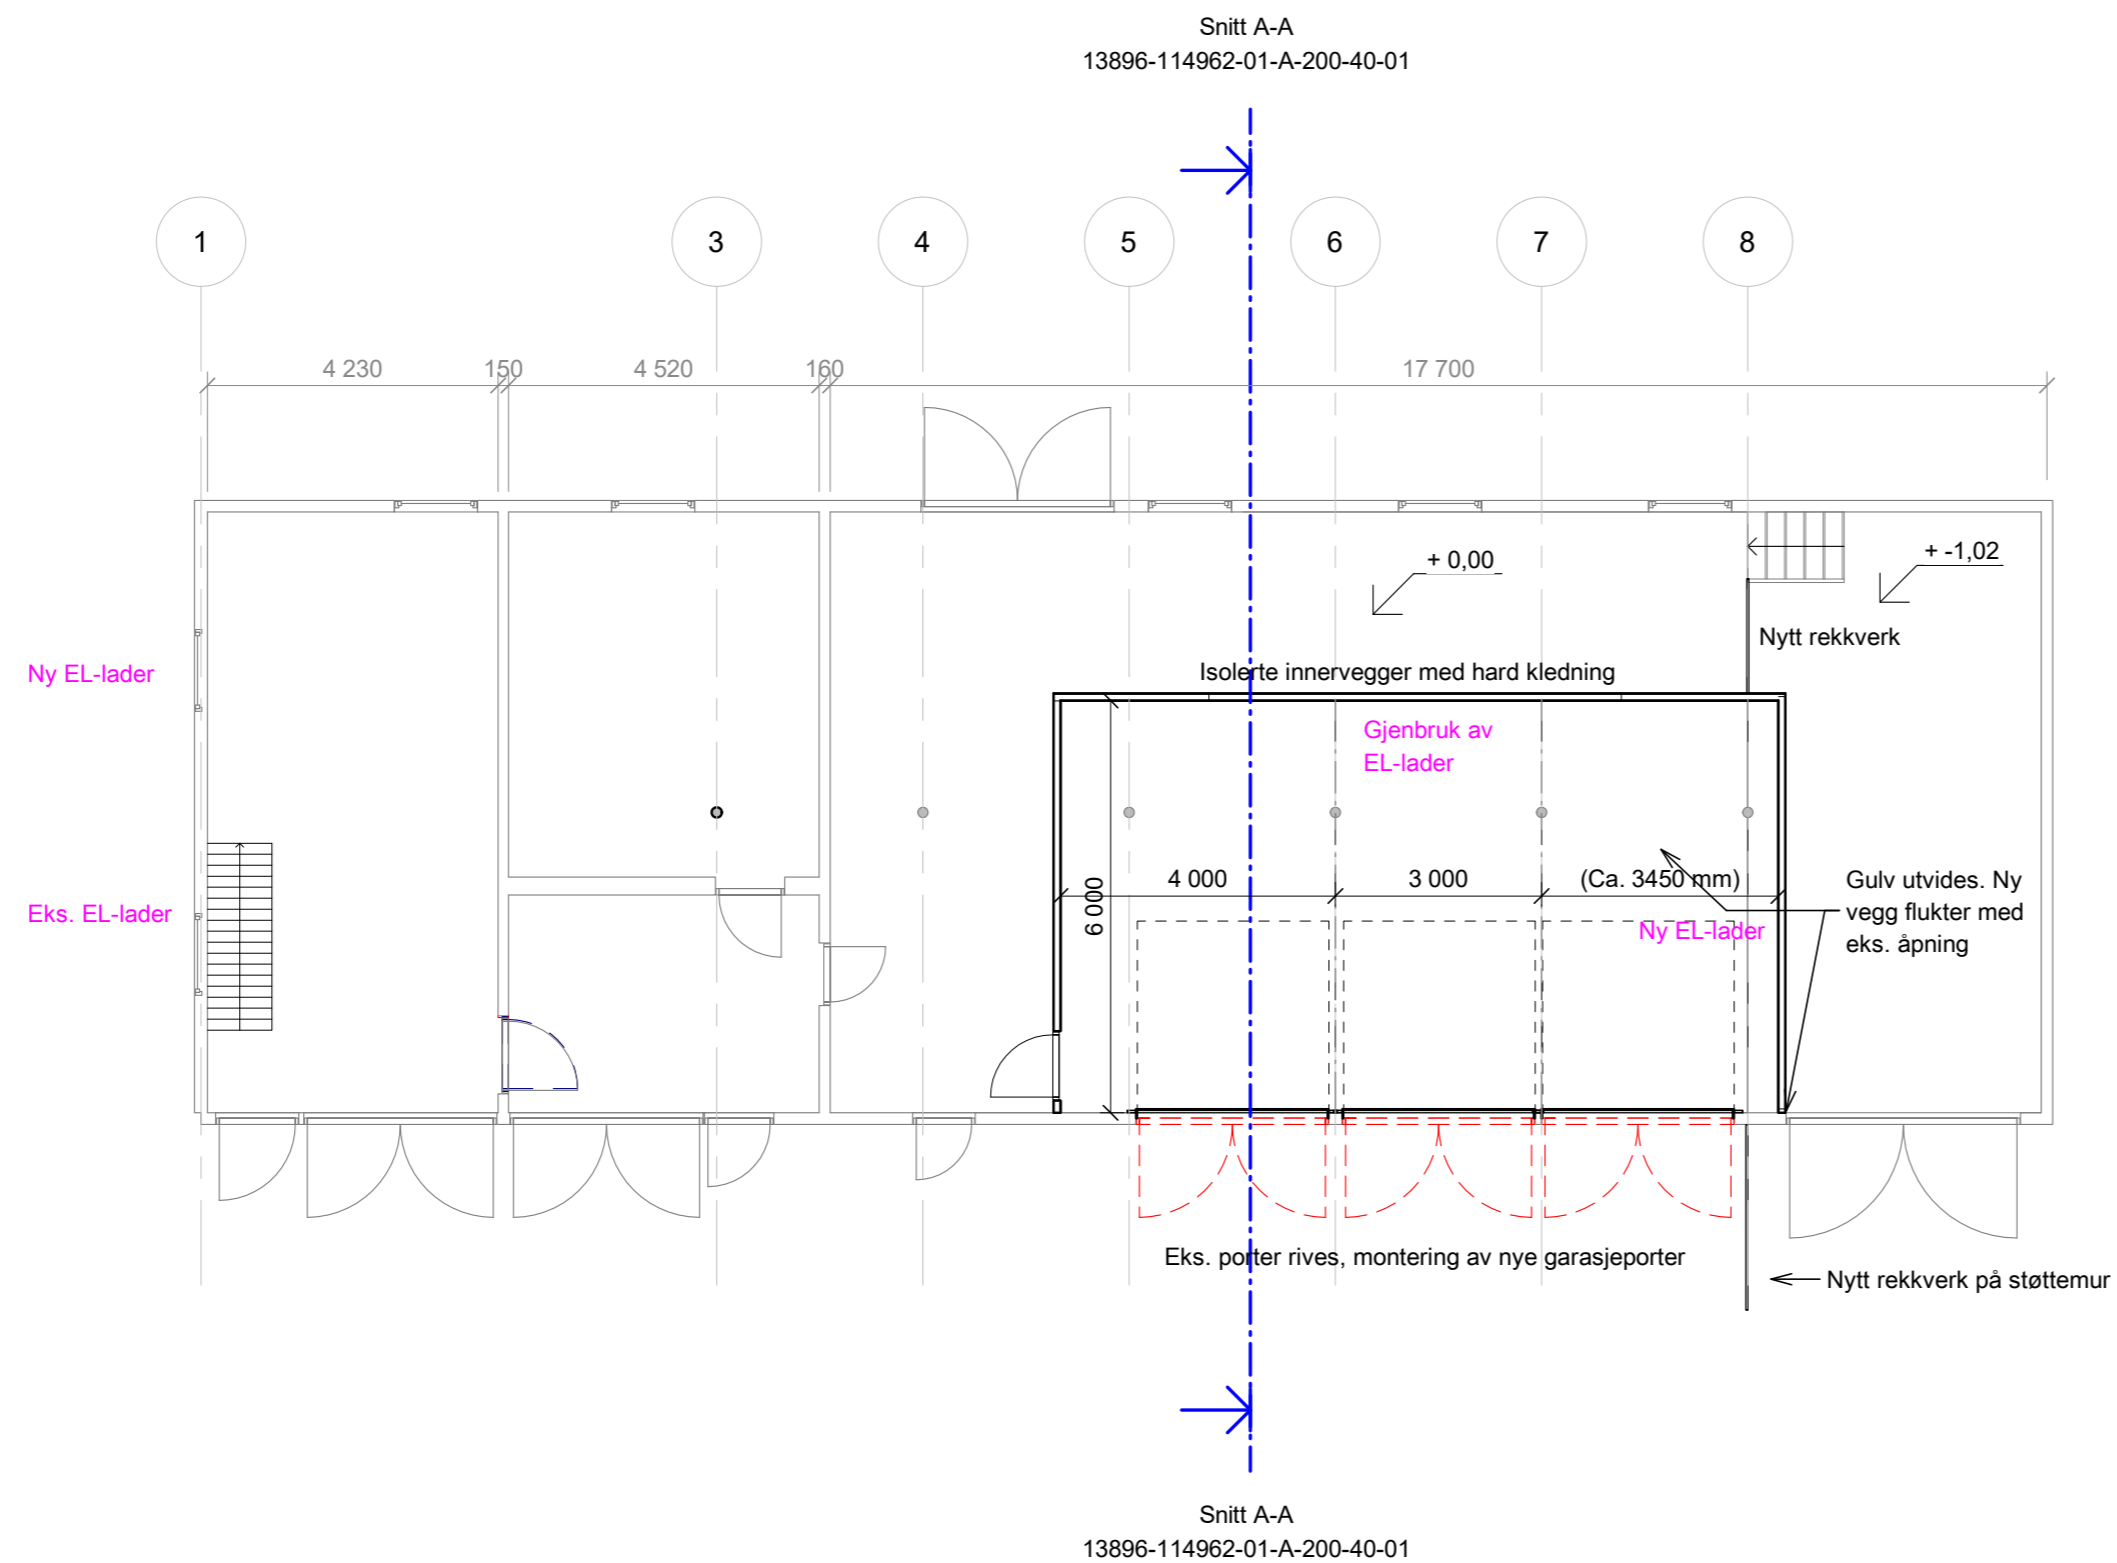 Snitt A-A
13896-114962-01-A-200-40-01
1
3
4
5
6
7
8
4 230
150
4 520
160
17 700
+ 0,00
+ -1,02
Nytt rekkverk
Ny EL-lader
Isolerte innervegger med hard kledning
Gjenbruk av
EL-lader
4 000
3 000
(Ca. 3450 mm)
6 000
Gulv utvides. Ny
vegg flukter med
eks. åpning
Eks. EL-lader
Ny EL-lader
Eks. porter rives, montering av nye garasjeporter
Nytt rekkverk på støttemur
Snitt A-A
13896-114962-01-A-200-40-01